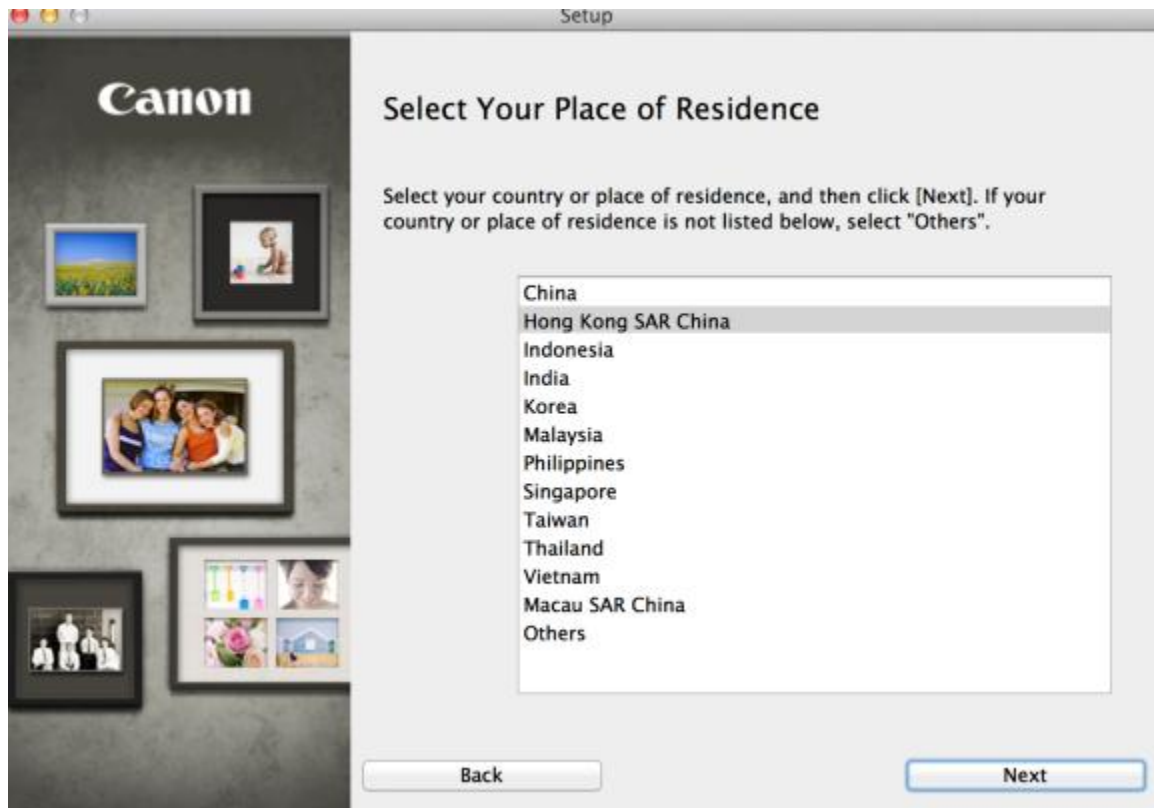 Setup
Canon
Select Your Place of Residence
Select your country or place of residence, and then click [Next]. If your
country or place of residence is not listed below, select "Others".
China
Hong Kong SAR China
Indonesia
India
Korea
Malaysia
Philippines
Singapore
Taiwan
Thailand
Vietnam
Macau SAR China
Others
Back
Next